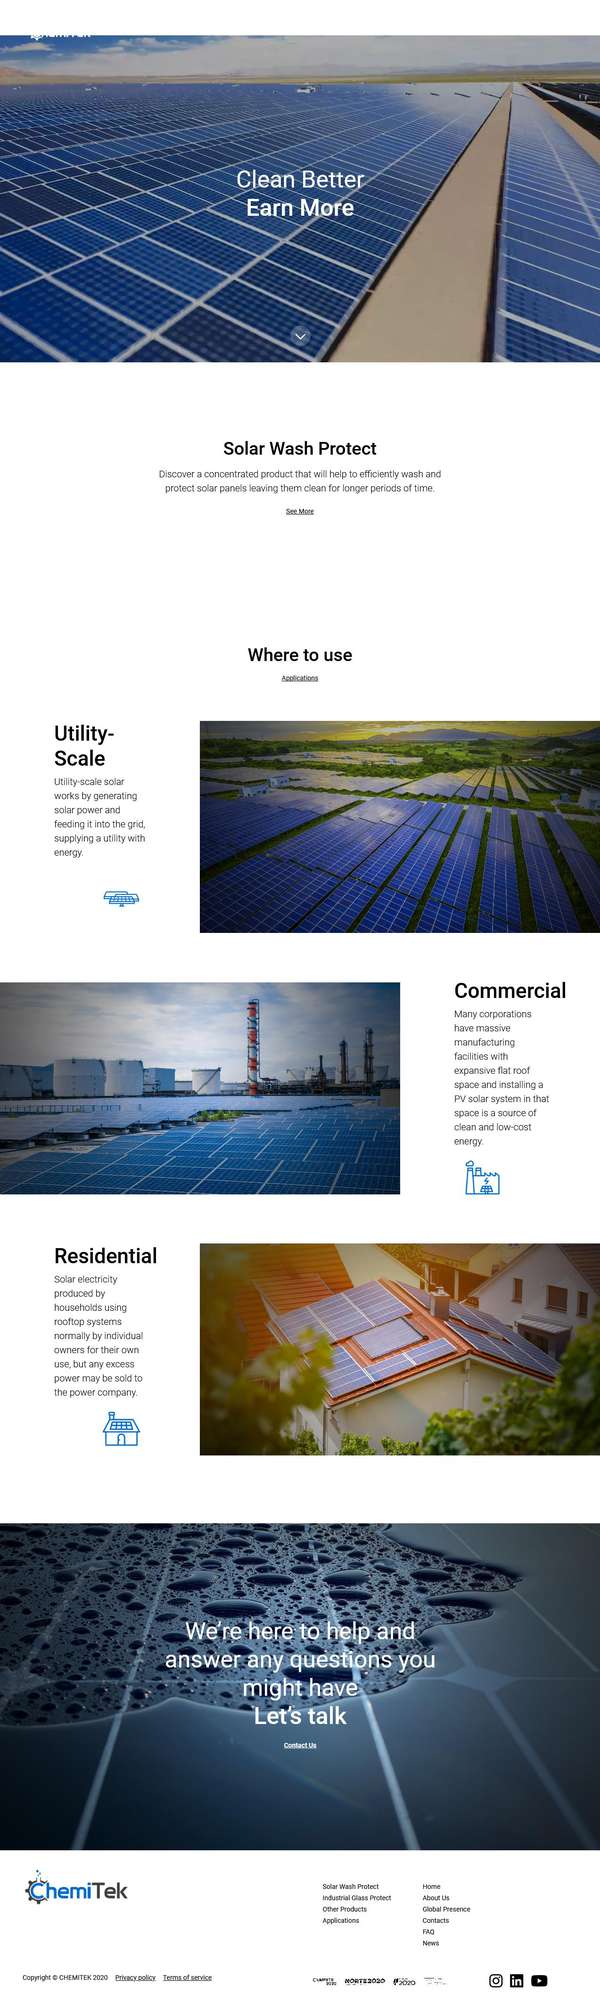 Clean Better
Earn More
Solar Wash Protect
Discover a concentrated product that will help to efficiently wash and
protect solar panels leaving them clean for longer periods of time.
See More
Where to use
Applications
Utility-
Scale
Utility-scale solar
works by generating
solar power and
feeding it into the grid,
supplying a utility with
energy.
Commercial
Many corporations
have massive
manufacturing
facilities with
expansive flat roof
space and installing a
PV solar system in that
space is a source of
clean and low-cost
energy.
Residential
Solar electricity
produced by
households using
rooftop systems
normally by individual
owners for their own
use, but any excess
power may be sold to
the power company.
We're here to help and
answer any questions you
might have
Let's talk
Contact Us
ChemiTek
Solar Wash Protect
Industrial Glass Protect
Other Products
Applications
Home
About Us
Global Presence
Contacts
FAQ
News
Copyright © CHEMITEK 2020 Privacy policy Terms of service
NORTE2020
2020